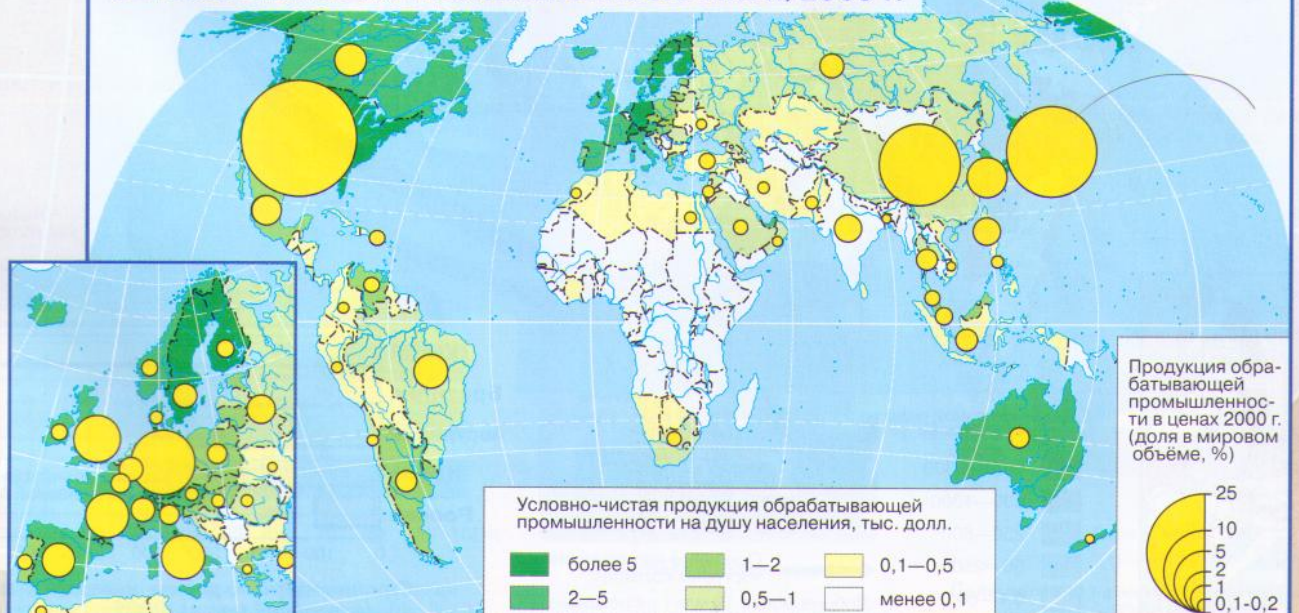 Продукция обра-
батывающей
промышленнос-
ти в ценах 2000 г.
(доля в мировом
объёме, %)
25
10
5
2
1
0,1-0,2
Условно-чистая продукция обрабатывающей
промышленности на душу населения, тыс. долл.
более 5
1—2
0,1—0,5
2—5
0,5—1
менее 0,1